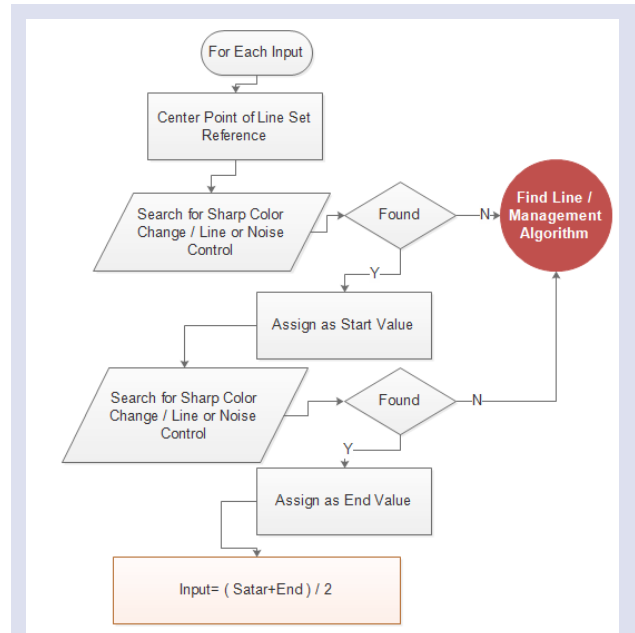 For Each Input
Center Point of Line Set
Reference
Search for Sharp Color
Change / Line or Noise
Control
Found
N
Find Line /
Management
Algorithm
Y
Assign as Start Value
Search for Sharp Color
Change / Line or Noise
Control
Found
N
Y
Assign as End Value
Input= ( Satar+End ) / 2